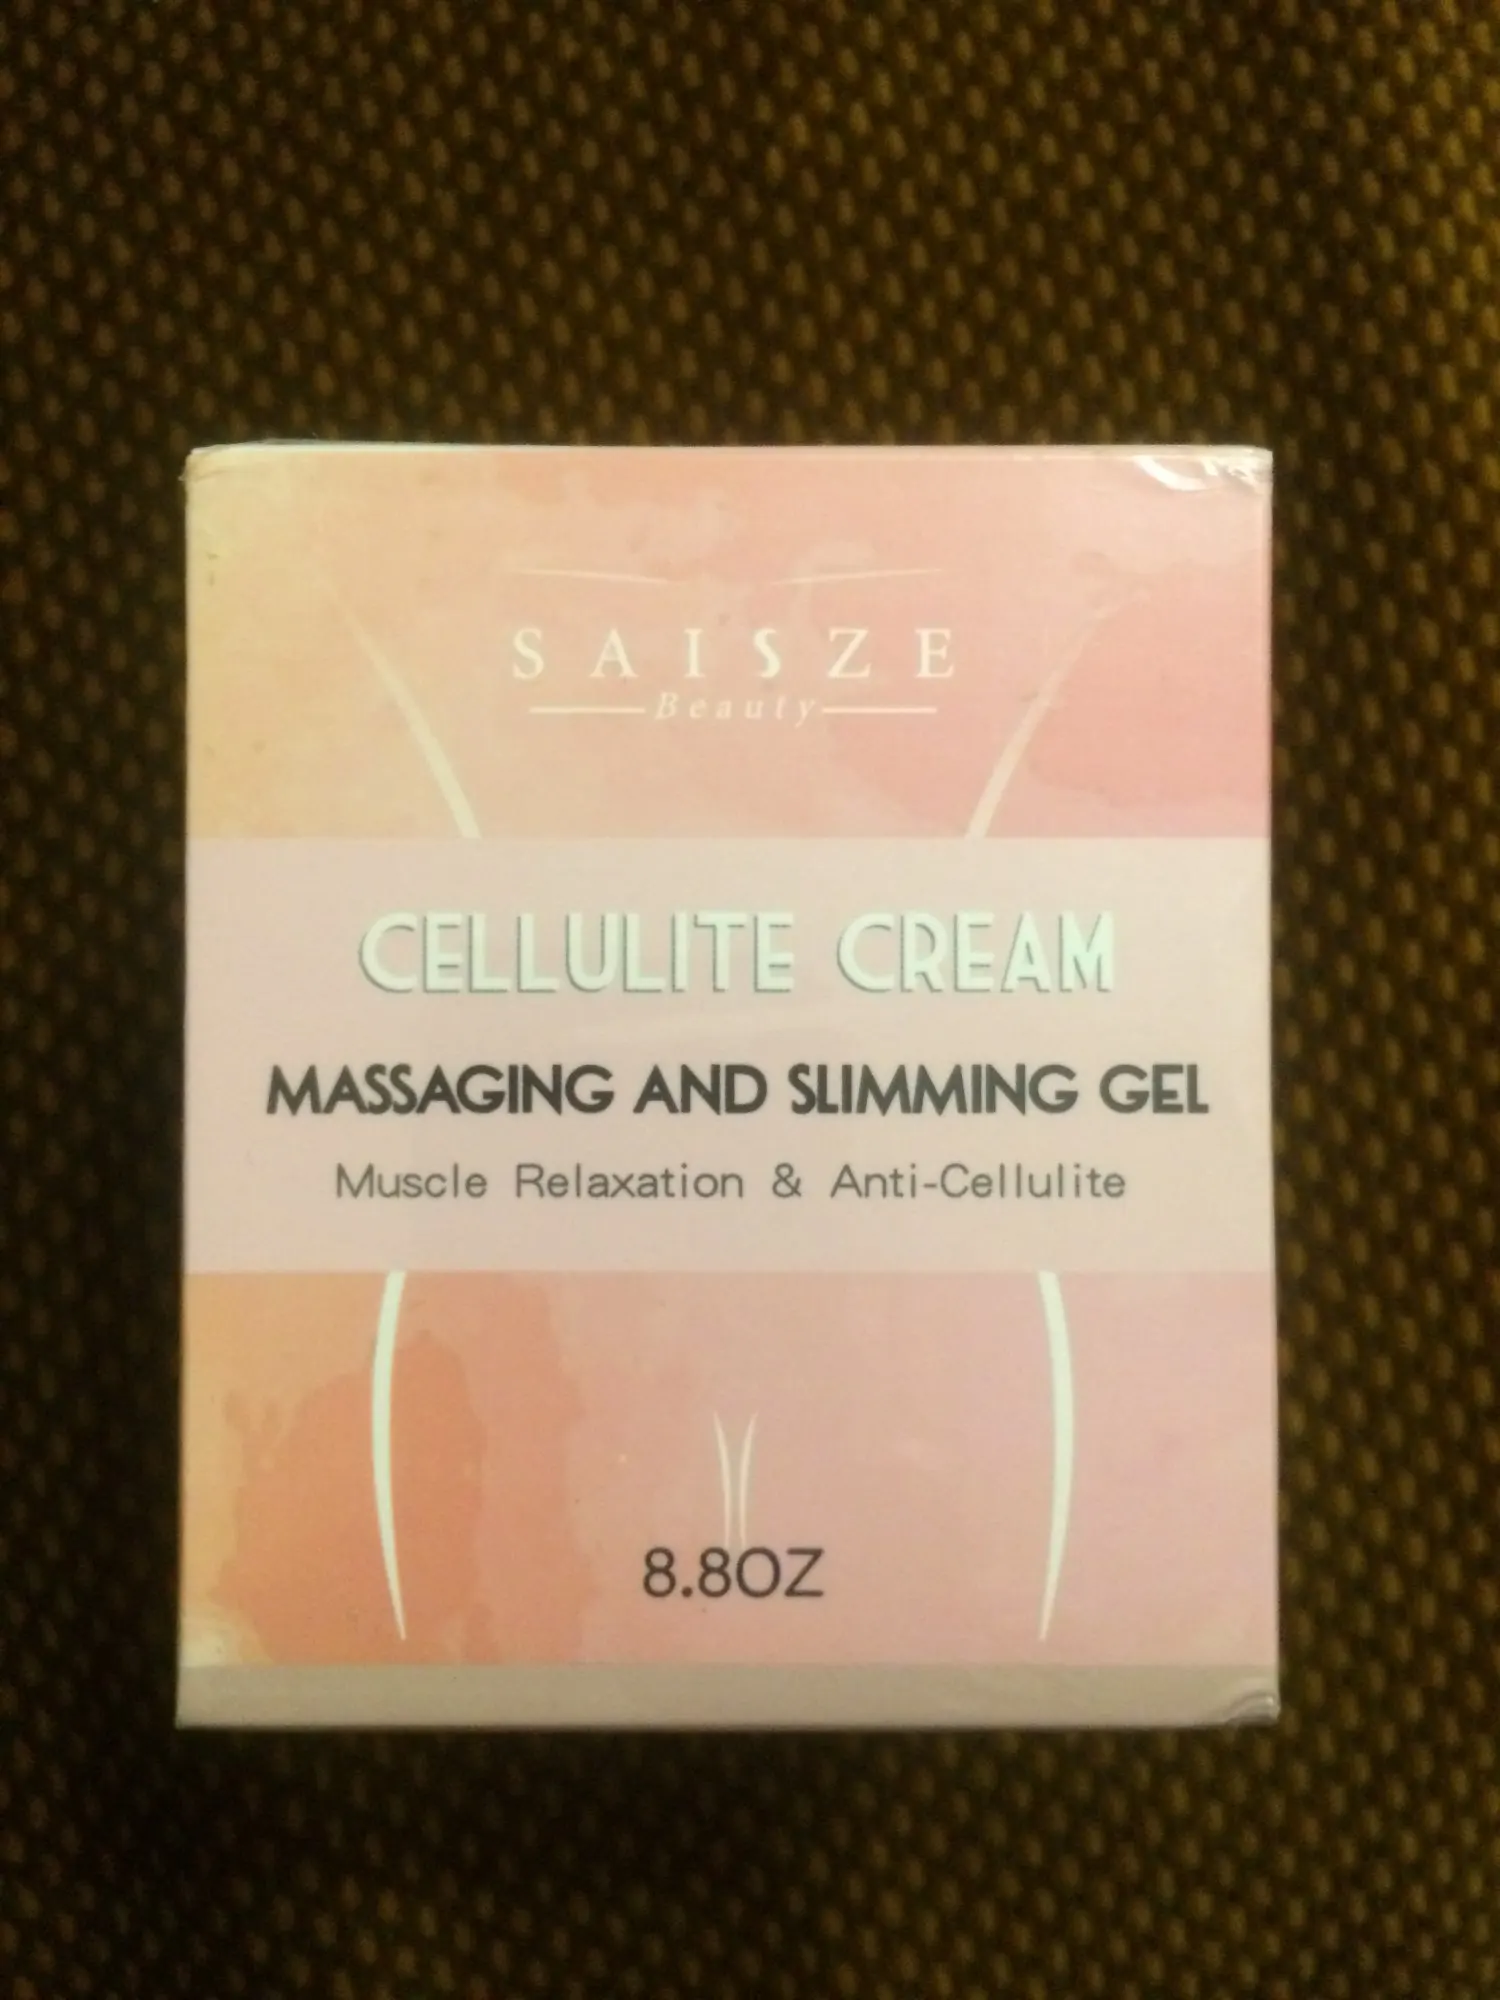 SAISZE
Beauty
CELLULITE CREAM
MASSAGING AND SLIMMING GEL
Muscle Relaxation & Anti-Cellulite
8.8OZ